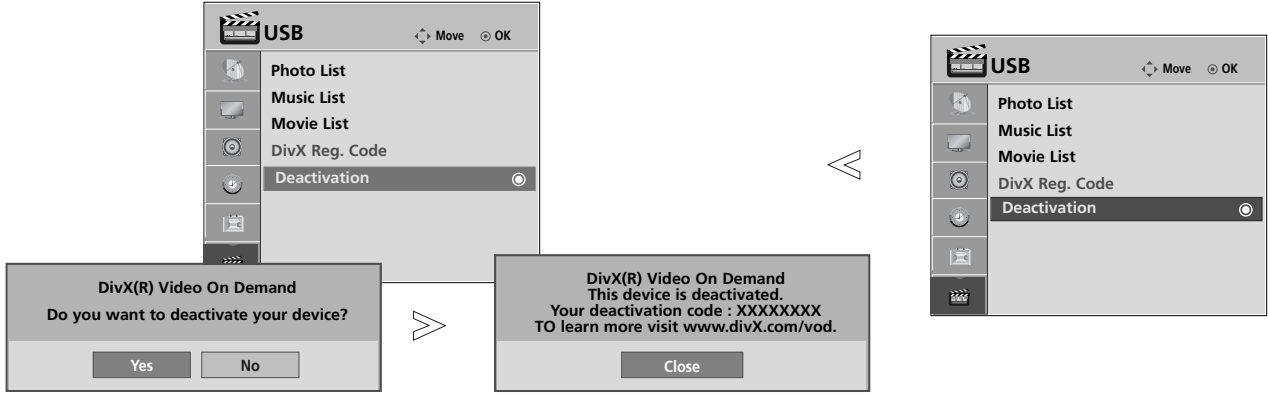 USB Move OK
Photo List
Music List
Movie List
DivX Reg. Code
Deactivation
DivX(R) Video On Demand
Do you want to deactivate your device?
Yes No
DivX(R) Video On Demand
This device is deactivated.
Your deactivation code : XXXXXXXX
TO learn more visit www.divX.com/vod.
Close
USB Move OK
Photo List
Music List
Movie List
DivX Reg. Code
Deactivation